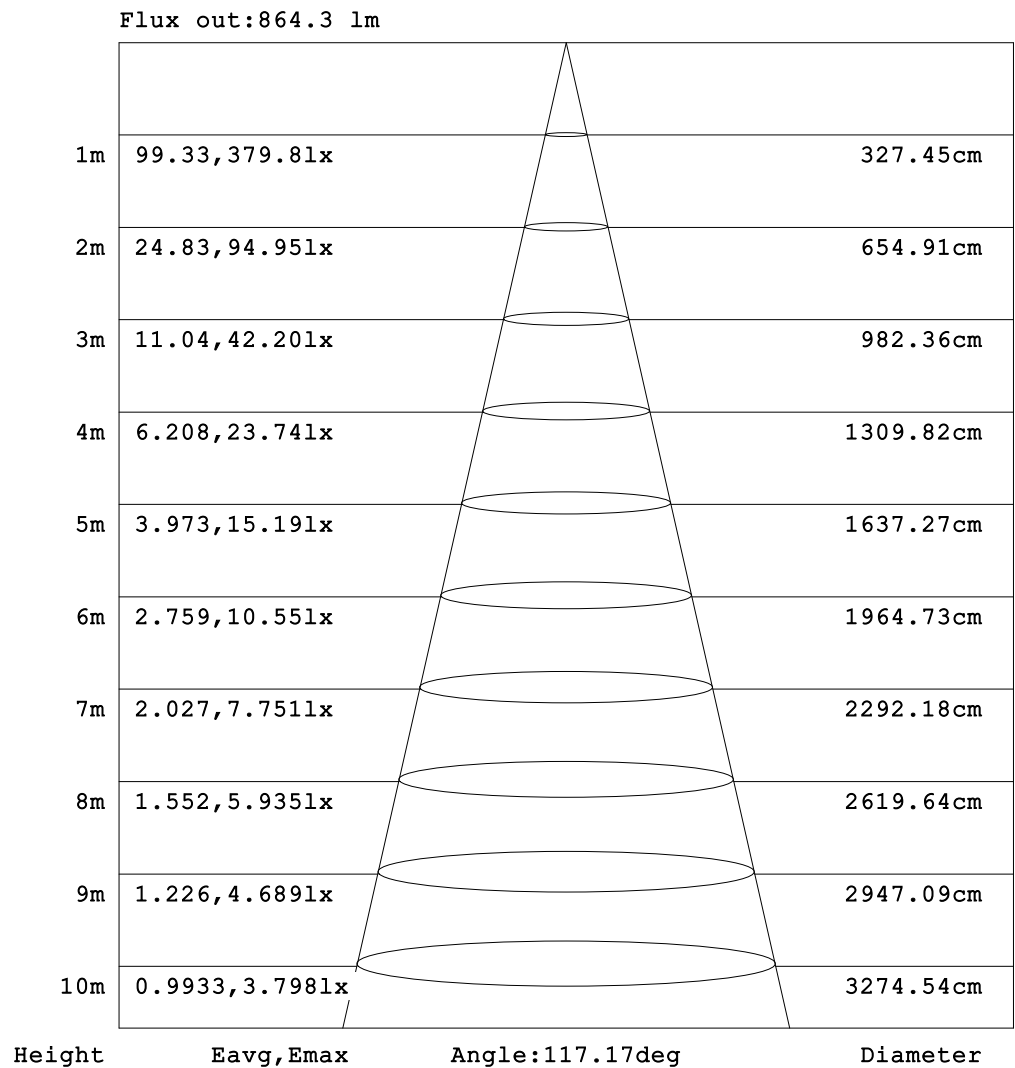 Flux out:864.3 lm
1m 99.33,379.8lx 327.45cm
2m 24.83,94.95lx 654.91cm
3m 11.04,42.20lx 982.36cm
4m 6.208,23.74lx 1309.82cm
5m 3.973,15.19lx 1637.27cm
6m 2.759,10.55lx 1964.73cm
7m 2.027,7.751lx 2292.18cm
8m 1.552,5.935lx 2619.64cm
9m 1.226,4.689lx 2947.09cm
10m 0.9933,3.798lx 3274.54cm
Height Eavg,Emax Angle:117.17deg Diameter